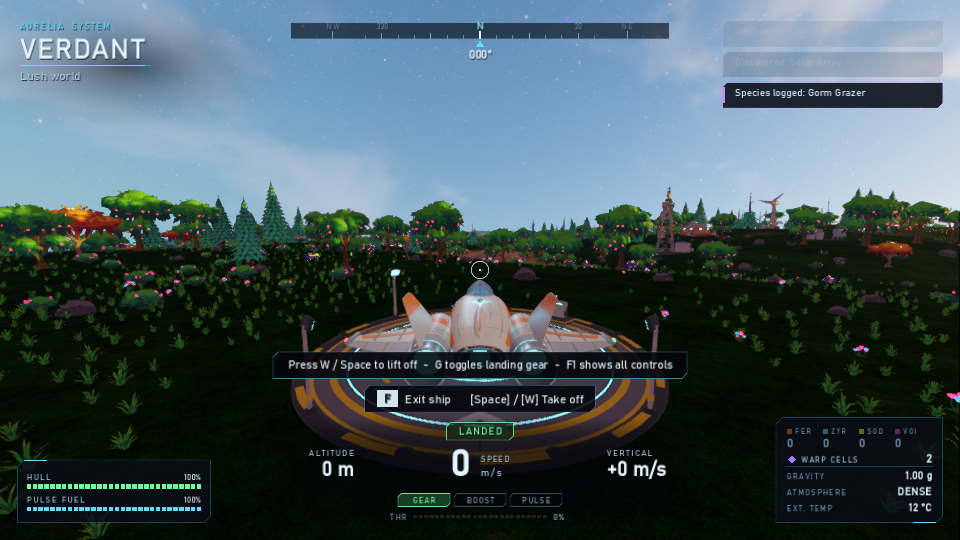 AURELIA SYSTEM
VERDANT
Lush world
NW 330 N 30 NE
000°
Discovered: Solar Array
Species logged: Gorm Grazer
Press W / Space to lift off - G toggles landing gear - F1 shows all controls
F Exit ship [Space] / [W] Take off
LANDED
ALTITUDE
0 m
0 SPEED
m/s
VERTICAL
+0 m/s
GEAR BOOST PULSE
THR 0%
HULL 100%
PULSE FUEL 100%
FER ZYR SOD VOI
0 0 0 0
WARP CELLS 2
GRAVITY 1.00 g
ATMOSPHERE DENSE
EXT. TEMP 12 °C